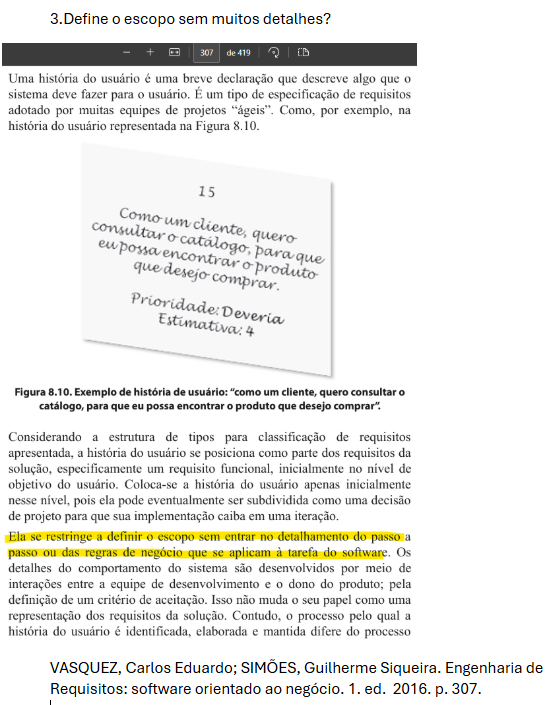 3.Define o escopo sem muitos detalhes?
307 de 419
Uma história do usuário é uma breve declaração que descreve algo que o
sistema deve fazer para o usuário. É um tipo de especificação de requisitos
adotado por muitas equipes de projetos “ágeis”. Como, por exemplo, na
história do usuário representada na Figura 8.10.
15
Como um cliente, quero
consultar o catálogo, para que
eu possa encontrar o produto
que desejo comprar.
Prioridade: Deveria
Estimativa: 4
Figura 8.10. Exemplo de história de usuário: “como um cliente, quero consultar o
catálogo, para que eu possa encontrar o produto que desejo comprar”.
Considerando a estrutura de tipos para classificação de requisitos
apresentada, a história do usuário se posiciona como parte dos requisitos da
solução, especificamente um requisito funcional, inicialmente no nível de
objetivo do usuário. Coloca-se a história do usuário apenas inicialmente
nesse nível, pois ela pode eventualmente ser subdividida como uma decisão
de projeto para que sua implementação caiba em uma iteração.
Ela se restringe a definir o escopo sem entrar no detalhamento do passo a
passo ou das regras de negócio que se aplicam à tarefa do software. Os
detalhes do comportamento do sistema são desenvolvidos por meio de
interações entre a equipe de desenvolvimento e o dono do produto; pela
definição de um critério de aceitação. Isso não muda o seu papel como uma
representação dos requisitos da solução. Contudo, o processo pelo qual a
história do usuário é identificada, elaborada e mantida difere do processo
VASQUEZ, Carlos Eduardo; SIMÕES, Guilherme Siqueira. Engenharia de
Requisitos: software orientado ao negócio. 1. ed.  2016. p. 307.